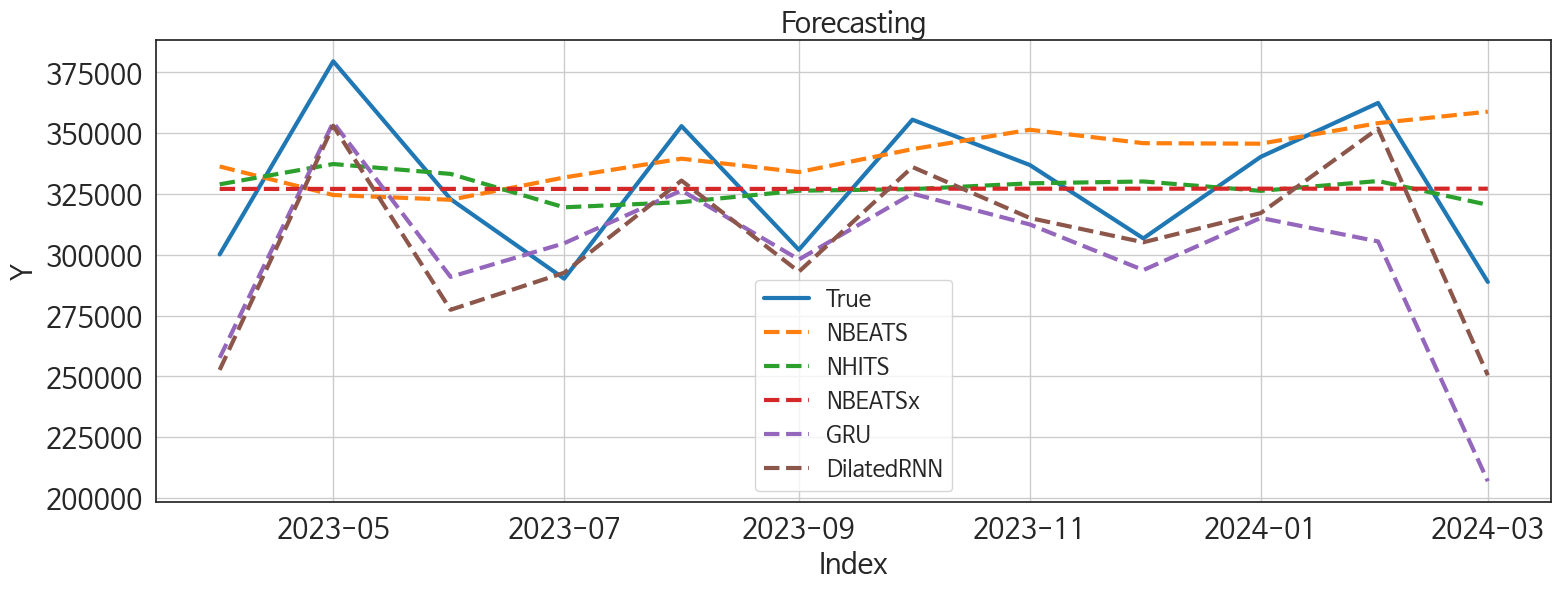 Forecasting
375000
350000
325000
300000
275000
250000
225000
200000
Y
True
NBEATS
NHITS
NBEATSx
GRU
DilatedRNN
2023-05
2023-07
2023-09
2023-11
2024-01
2024-03
Index